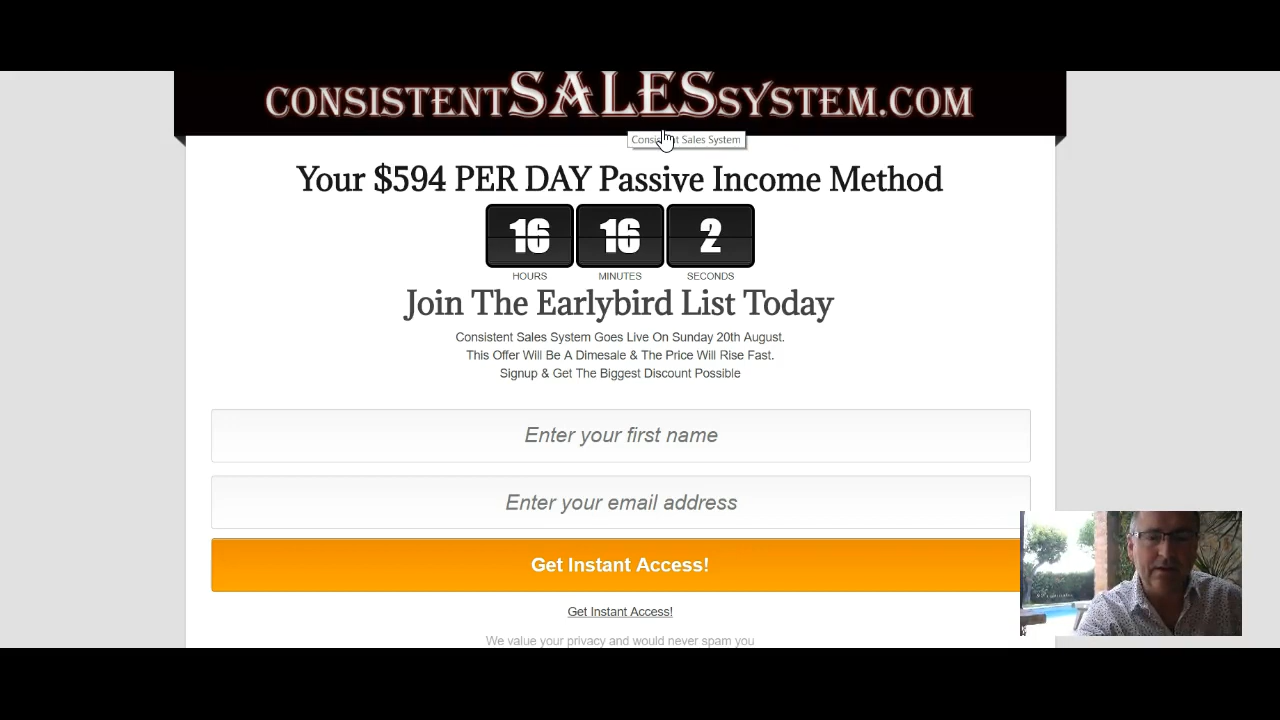 CONSISTENTSALESSYSTEM.COM
Consistent Sales System
Your $594 PER DAY Passive Income Method
16 16 2
HOURS MINUTES SECONDS
Join The Earlybird List Today
Consistent Sales System Goes Live On Sunday 20th August.
This Offer Will Be A Dimesale & The Price Will Rise Fast.
Signup & Get The Biggest Discount Possible
Enter your first name
Enter your email address
Get Instant Access!
Get Instant Access!
We value your privacy and would never spam you